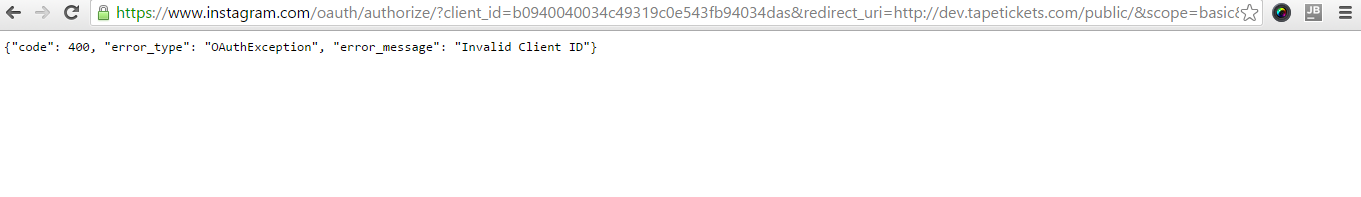 https://www.instagram.com/oauth/authorize/?client_id=b0940040034c49319c0e543fb94034das&redirect_uri=http://dev.tapetickets.com/public/&scope=basic&
JB
{"code": 400, "error_type": "OAuthException", "error_message": "Invalid Client ID"}